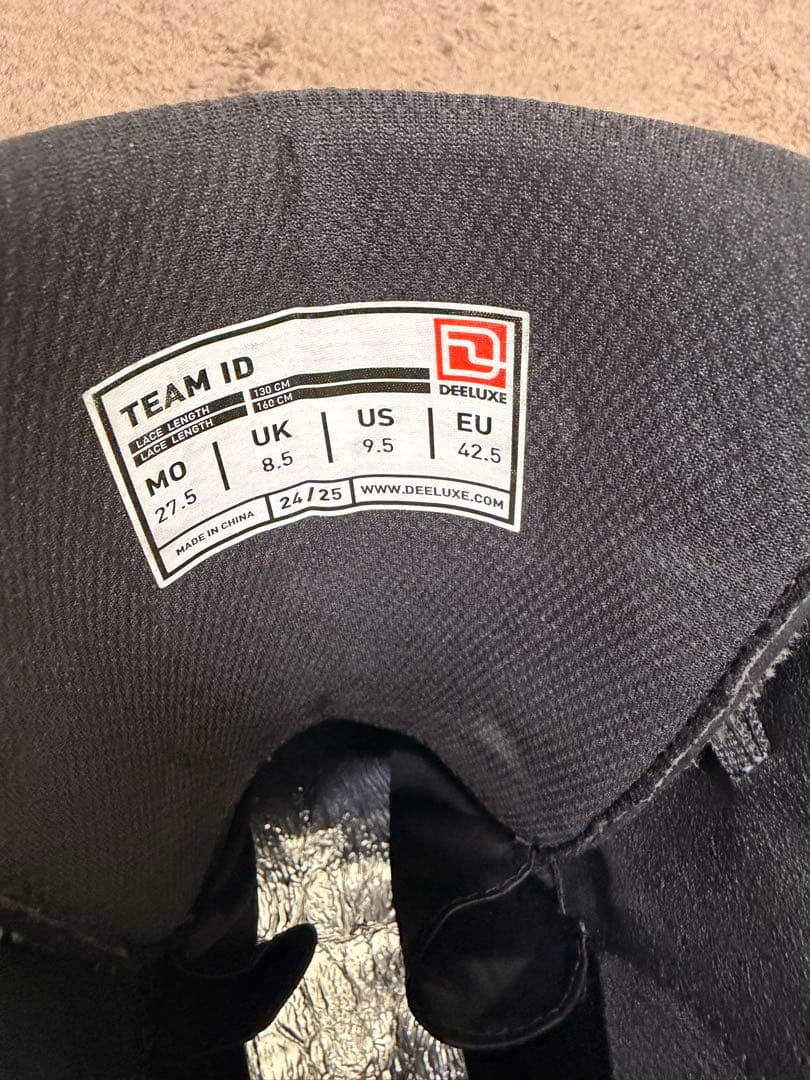 TEAM ID
LACE LENGTH 130 CM
LACE LENGTH 160 CM
DEELUXE
MO UK US EU
27.5 8.5 9.5 42.5
MADE IN CHINA 24/25 WWW.DEELUXE.COM